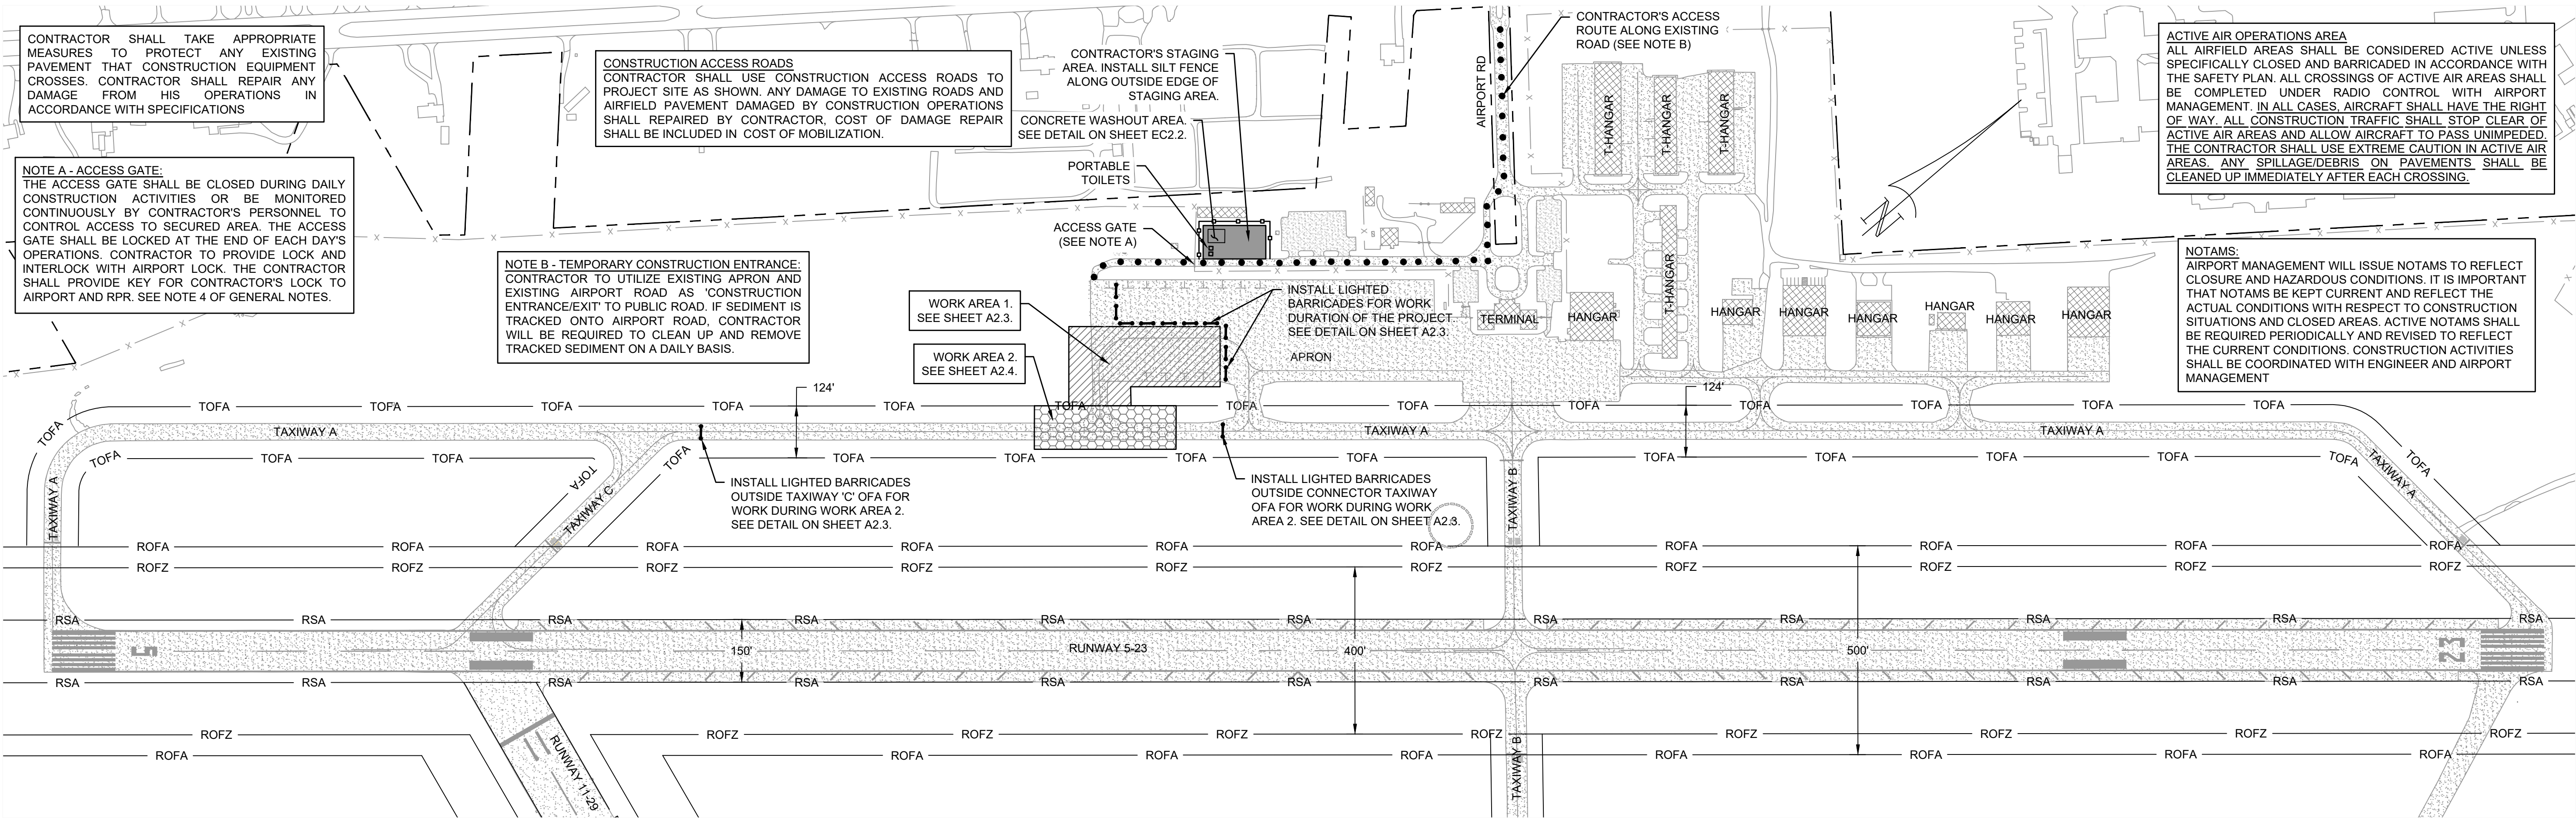 CONTRACTOR SHALL TAKE APPROPRIATE
MEASURES TO PROTECT ANY EXISTING
PAVEMENT THAT CONSTRUCTION EQUIPMENT
CROSSES. CONTRACTOR SHALL REPAIR ANY
DAMAGE FROM HIS OPERATIONS IN
ACCORDANCE WITH SPECIFICATIONS
NOTE A - ACCESS GATE:
THE ACCESS GATE SHALL BE CLOSED DURING DAILY
CONSTRUCTION ACTIVITIES OR BE MONITORED
CONTINUOUSLY BY CONTRACTOR'S PERSONNEL TO
CONTROL ACCESS TO SECURED AREA. THE ACCESS
GATE SHALL BE LOCKED AT THE END OF EACH DAY'S
OPERATIONS. CONTRACTOR TO PROVIDE LOCK AND
INTERLOCK WITH AIRPORT LOCK. THE CONTRACTOR
SHALL PROVIDE KEY FOR CONTRACTOR'S LOCK TO
AIRPORT AND RPR. SEE NOTE 4 OF GENERAL NOTES.
CONSTRUCTION ACCESS ROADS
CONTRACTOR SHALL USE CONSTRUCTION ACCESS ROADS TO
PROJECT SITE AS SHOWN. ANY DAMAGE TO EXISTING ROADS AND
AIRFIELD PAVEMENT DAMAGED BY CONSTRUCTION OPERATIONS
SHALL REPAIRED BY CONTRACTOR, COST OF DAMAGE REPAIR
SHALL BE INCLUDED IN COST OF MOBILIZATION.
NOTE B - TEMPORARY CONSTRUCTION ENTRANCE:
CONTRACTOR TO UTILIZE EXISTING APRON AND
EXISTING AIRPORT ROAD AS 'CONSTRUCTION
ENTRANCE/EXIT' TO PUBLIC ROAD. IF SEDIMENT IS
TRACKED ONTO AIRPORT ROAD, CONTRACTOR
WILL BE REQUIRED TO CLEAN UP AND REMOVE
TRACKED SEDIMENT ON A DAILY BASIS.
CONTRACTOR'S STAGING
AREA. INSTALL SILT FENCE
ALONG OUTSIDE EDGE OF
STAGING AREA.
CONCRETE WASHOUT AREA.
SEE DETAIL ON SHEET EC2.2.
PORTABLE
TOILETS
ACCESS GATE
(SEE NOTE A)
WORK AREA 1.
SEE SHEET A2.3.
WORK AREA 2.
SEE SHEET A2.4.
CONTRACTOR'S ACCESS
ROUTE ALONG EXISTING
ROAD (SEE NOTE B)
AIRPORT RD
INSTALL LIGHTED
BARRICADES FOR WORK
DURATION OF THE PROJECT.
SEE DETAIL ON SHEET A2.3.
APRON
TERMINAL
T-HANGAR
T-HANGAR
T-HANGAR
T-HANGAR
HANGAR
HANGAR
HANGAR
HANGAR
HANGAR
HANGAR
HANGAR
ACTIVE AIR OPERATIONS AREA
ALL AIRFIELD AREAS SHALL BE CONSIDERED ACTIVE UNLESS
SPECIFICALLY CLOSED AND BARRICADED IN ACCORDANCE WITH
THE SAFETY PLAN. ALL CROSSINGS OF ACTIVE AIR AREAS SHALL
BE COMPLETED UNDER RADIO CONTROL WITH AIRPORT
MANAGEMENT. IN ALL CASES, AIRCRAFT SHALL HAVE THE RIGHT
OF WAY. ALL CONSTRUCTION TRAFFIC SHALL STOP CLEAR OF
ACTIVE AIR AREAS AND ALLOW AIRCRAFT TO PASS UNIMPEDED.
THE CONTRACTOR SHALL USE EXTREME CAUTION IN ACTIVE AIR
AREAS. ANY SPILLAGE/DEBRIS ON PAVEMENTS SHALL BE
CLEANED UP IMMEDIATELY AFTER EACH CROSSING.
N
NOTAMS:
AIRPORT MANAGEMENT WILL ISSUE NOTAMS TO REFLECT
CLOSURE AND HAZARDOUS CONDITIONS. IT IS IMPORTANT
THAT NOTAMS BE KEPT CURRENT AND REFLECT THE
ACTUAL CONDITIONS WITH RESPECT TO CONSTRUCTION
SITUATIONS AND CLOSED AREAS. ACTIVE NOTAMS SHALL
BE REQUIRED PERIODICALLY AND REVISED TO REFLECT
THE CURRENT CONDITIONS. CONSTRUCTION ACTIVITIES
SHALL BE COORDINATED WITH ENGINEER AND AIRPORT
MANAGEMENT
124' 124'
TOFA TOFA TOFA TOFA TOFA TOFA TOFA TOFA TOFA TOFA TOFA TOFA TOFA
TOFA TAXIWAY A TAXIWAY A TAXIWAY A TOFA
TOFA TOFA TOFA TOFA TOFA TOFA TOFA TOFA TOFA TOFA TOFA TOFA TOFA TOFA
TOFA
TAXIWAY A
TAXIWAY C
TAXIWAY B
TAXIWAY A
INSTALL LIGHTED BARRICADES
OUTSIDE TAXIWAY 'C' OFA FOR
WORK DURING WORK AREA 2.
SEE DETAIL ON SHEET A2.3.
INSTALL LIGHTED BARRICADES
OUTSIDE CONNECTOR TAXIWAY
OFA FOR WORK DURING WORK
AREA 2. SEE DETAIL ON SHEET A2.3.
ROFA ROFA ROFA ROFA ROFA ROFA ROFA ROFA ROFA ROFA
ROFZ ROFZ ROFZ ROFZ ROFZ ROFZ ROFZ ROFZ ROFZ ROFZ
RSA RSA RSA RSA RSA RSA RSA RSA RSA RSA RSA
5 150' RUNWAY 5-23 400' 500' 23
RSA RSA RSA RSA RSA RSA RSA RSA RSA RSA RSA
ROFZ ROFZ ROFZ ROFZ ROFZ ROFZ ROFZ ROFZ ROFZ
ROFA ROFA ROFA ROFA ROFA ROFA ROFA ROFA
11
RUNWAY 11-29
TAXIWAY B